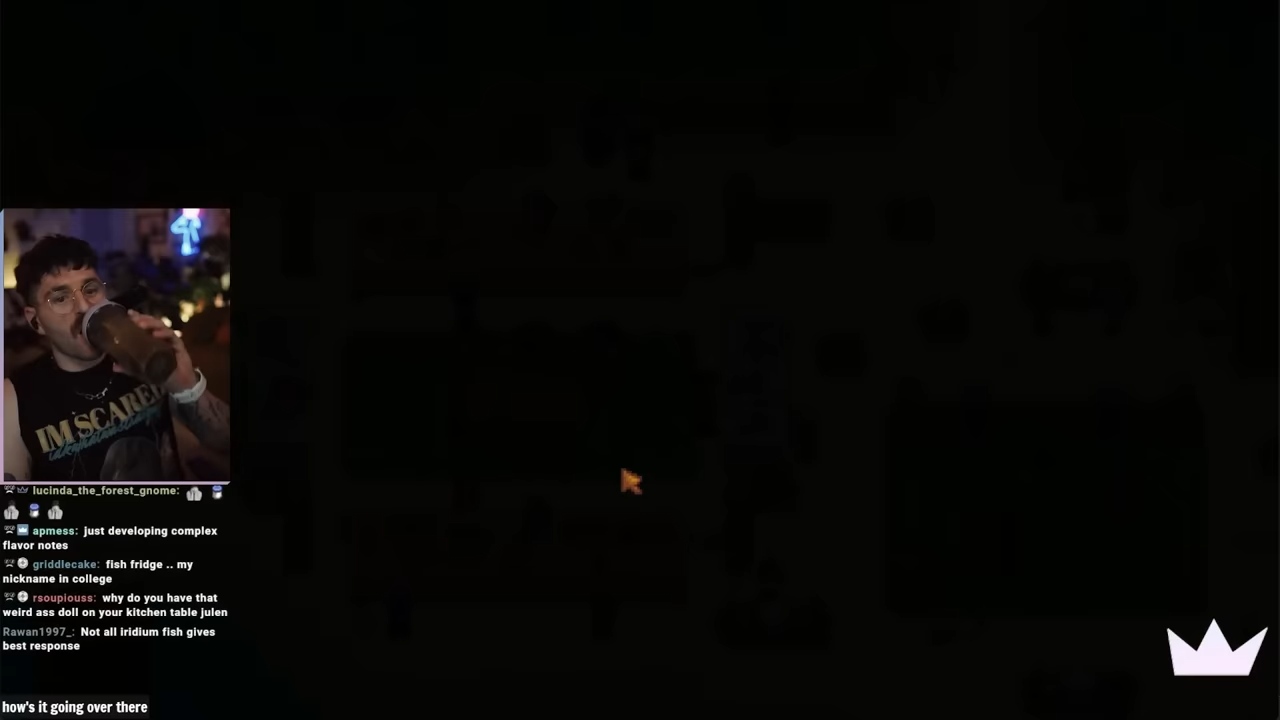 IM SCARED
lucinda_the_forest_gnome:
apmess: just developing complex
flavor notes
griddlecake: fish fridge .. my
nickname in college
rsoupiouss: why do you have that
weird ass doll on your kitchen table julen
Rawan1997_: Not all iridium fish gives
best response
how's it going over there